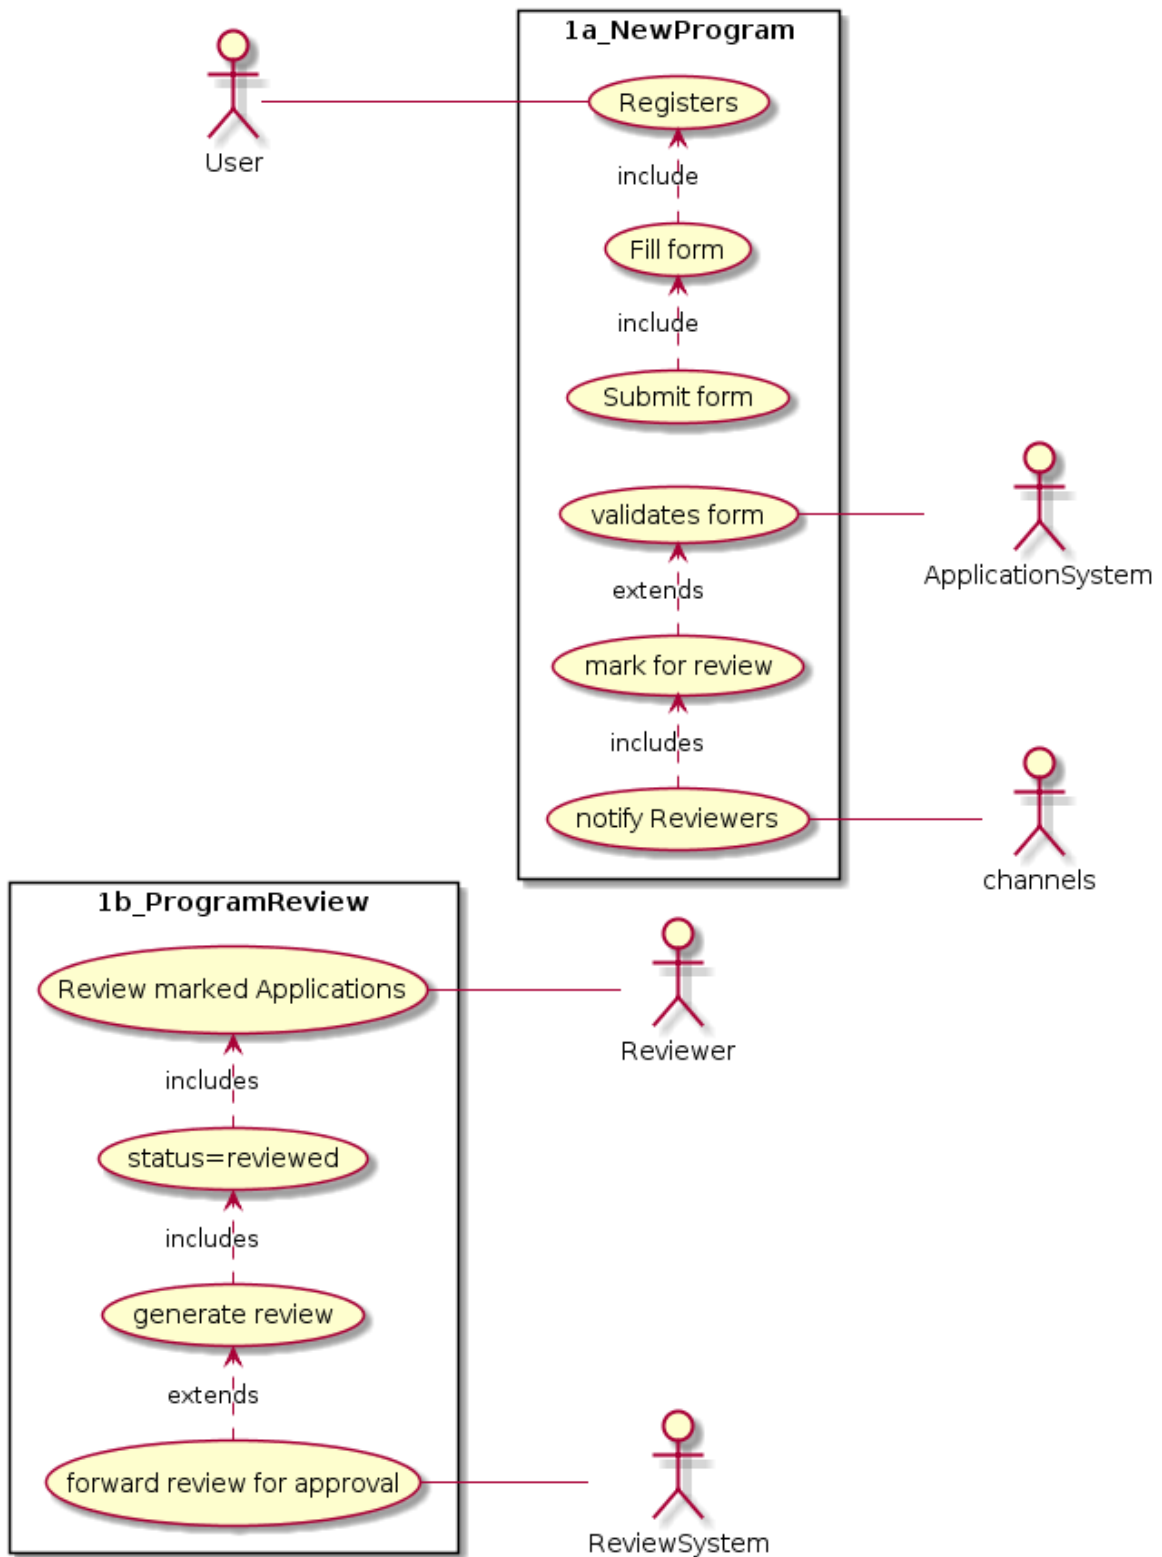 1a_NewProgram
Registers
User
include
Fill form
include
Submit form
validates form
ApplicationSystem
extends
mark for review
includes
notify Reviewers
channels
1b_ProgramReview
Review marked Applications
Reviewer
includes
status=reviewed
includes
generate review
extends
forward review for approval
ReviewSystem